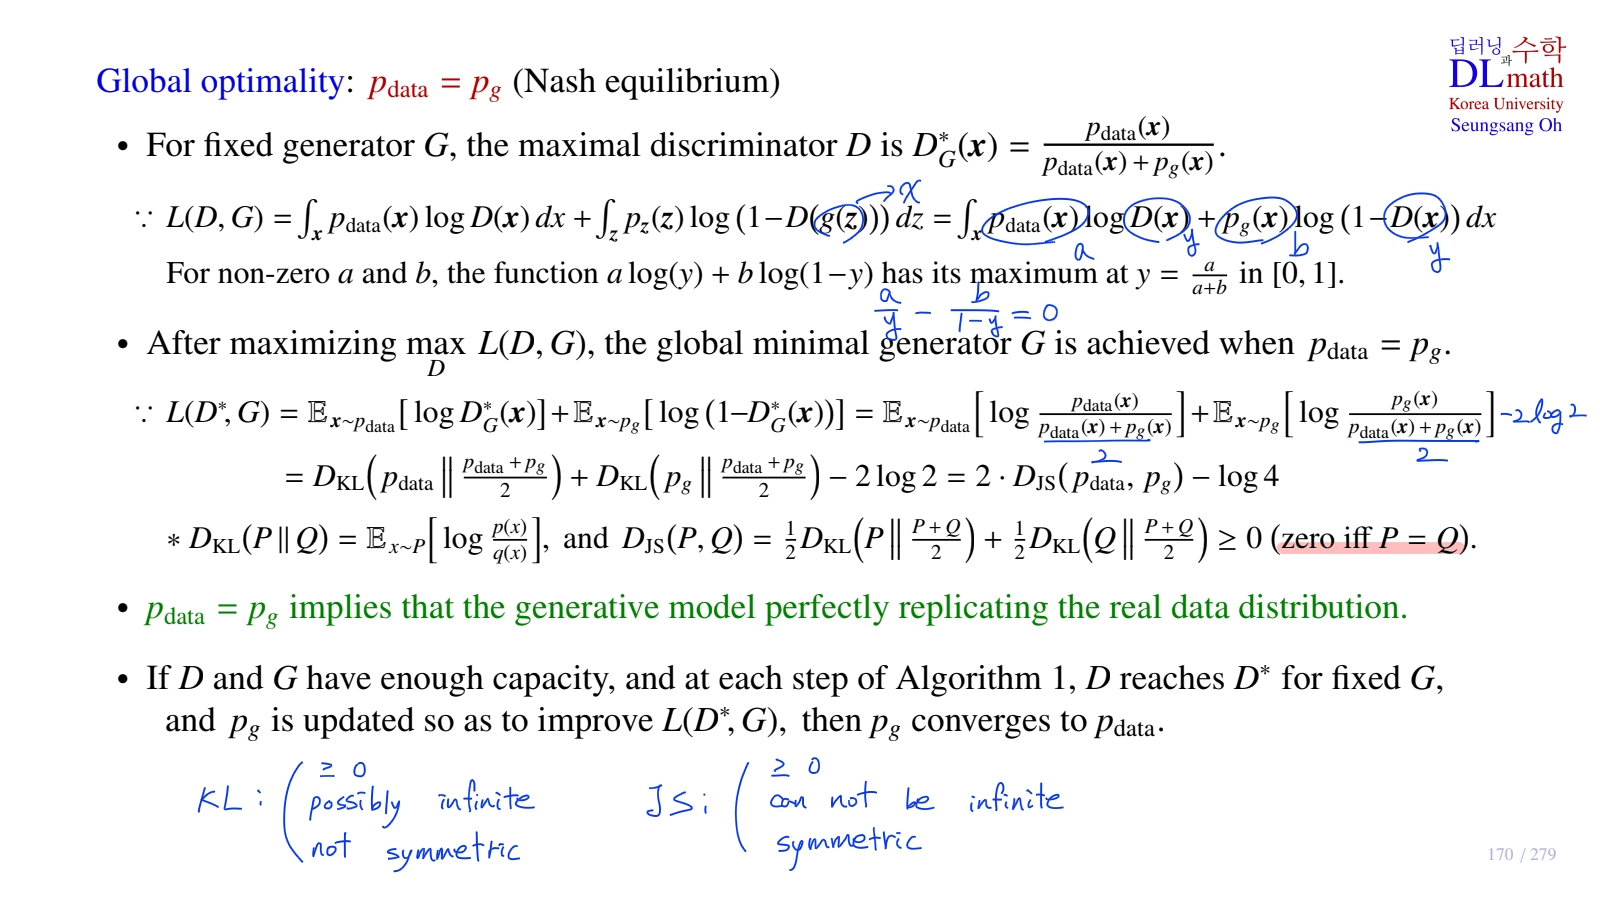 딥러닝과 수학
DL math
Korea University
Seungsang Oh
Global optimality: p_data = p_g (Nash equilibrium)
• For fixed generator G, the maximal discriminator D is D*_G(x) = p_data(x) / (p_data(x) + p_g(x)).
x
∵ L(D, G) = ∫_x p_data(x) log D(x) dx + ∫_z p_z(z) log (1−D(g(z))) dz = ∫_x p_data(x) log D(x) + p_g(x) log (1−D(x)) dx
a y b y
For non-zero a and b, the function a log(y) + b log(1−y) has its maximum at y = a/(a+b) in [0, 1].
a/y − b/(1−y) = 0
• After maximizing max_D L(D, G), the global minimal generator G is achieved when p_data = p_g.
∵ L(D*, G) = 𝔼_x~p_data[log D*_G(x)] + 𝔼_x~p_g[log (1−D*_G(x))] = 𝔼_x~p_data[log p_data(x) / (p_data(x) + p_g(x))] + 𝔼_x~p_g[log p_g(x) / (p_data(x) + p_g(x))] −2log2
2 2
= D_KL(p_data ‖ (p_data + p_g)/2) + D_KL(p_g ‖ (p_data + p_g)/2) − 2 log 2 = 2 · D_JS(p_data, p_g) − log 4
∗ D_KL(P ‖ Q) = 𝔼_x~P[log p(x)/q(x)], and D_JS(P, Q) = 1/2 D_KL(P ‖ (P+Q)/2) + 1/2 D_KL(Q ‖ (P+Q)/2) ≥ 0 (zero iff P = Q).
• p_data = p_g implies that the generative model perfectly replicating the real data distribution.
• If D and G have enough capacity, and at each step of Algorithm 1, D reaches D* for fixed G,
and p_g is updated so as to improve L(D*, G), then p_g converges to p_data.
KL : ( ≥ 0
possibly infinite
not symmetric
JS : ( ≥ 0
can not be infinite
symmetric
170 / 279